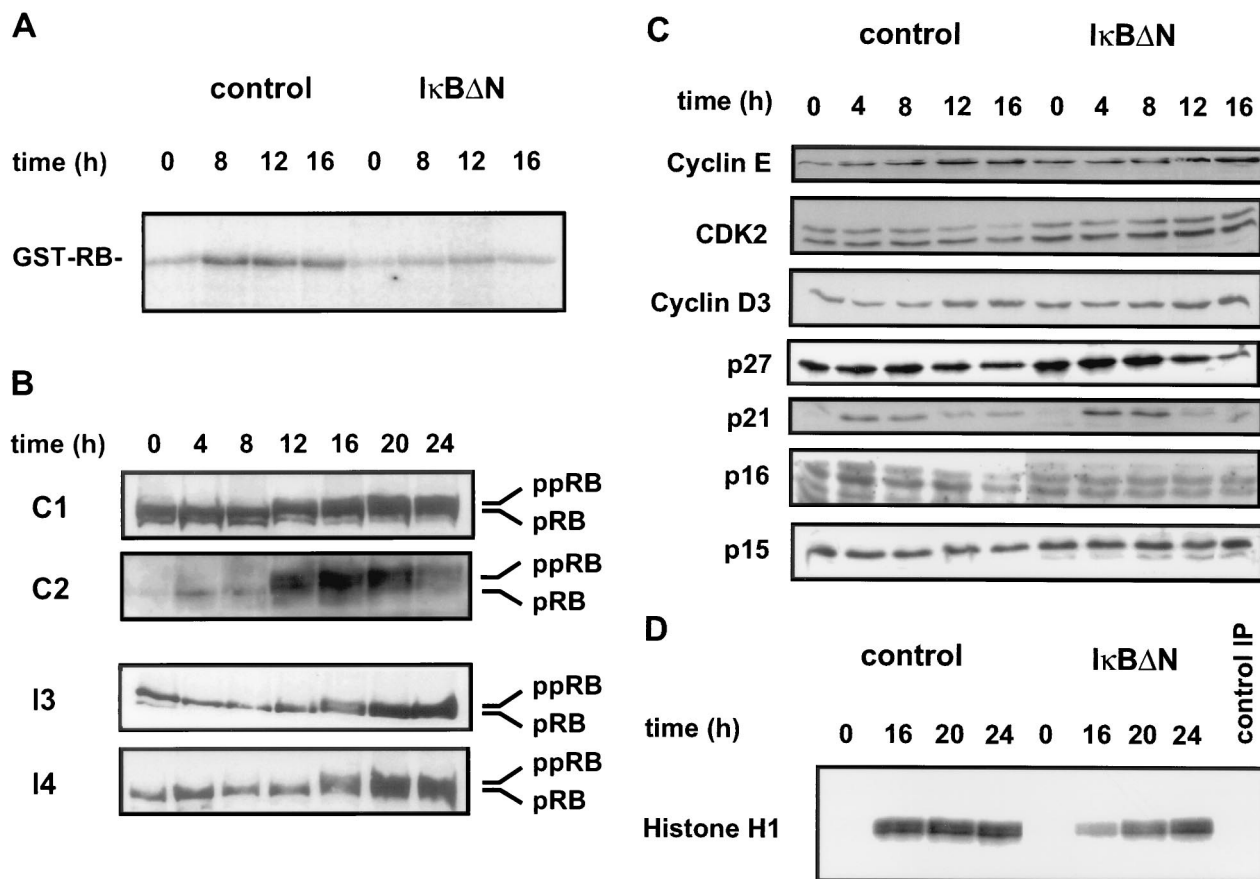 A
control IκBΔN
time (h) 0 8 12 16 0 8 12 16
GST-RB-
B
time (h) 0 4 8 12 16 20 24
C1 ppRB
pRB
C2 ppRB
pRB
I3 ppRB
pRB
I4 ppRB
pRB
C
control IκBΔN
time (h) 0 4 8 12 16 0 4 8 12 16
Cyclin E
CDK2
Cyclin D3
p27
p21
p16
p15
D
control IκBΔN control IP
time (h) 0 16 20 24 0 16 20 24
Histone H1